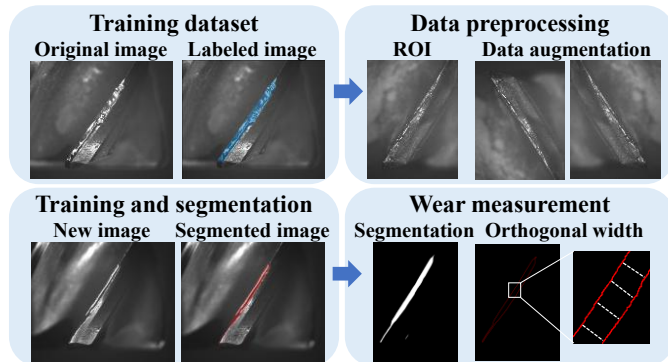 Training dataset
Original image Labeled image
Data preprocessing
ROI Data augmentation
Training and segmentation
New image Segmented image
Wear measurement
Segmentation Orthogonal width